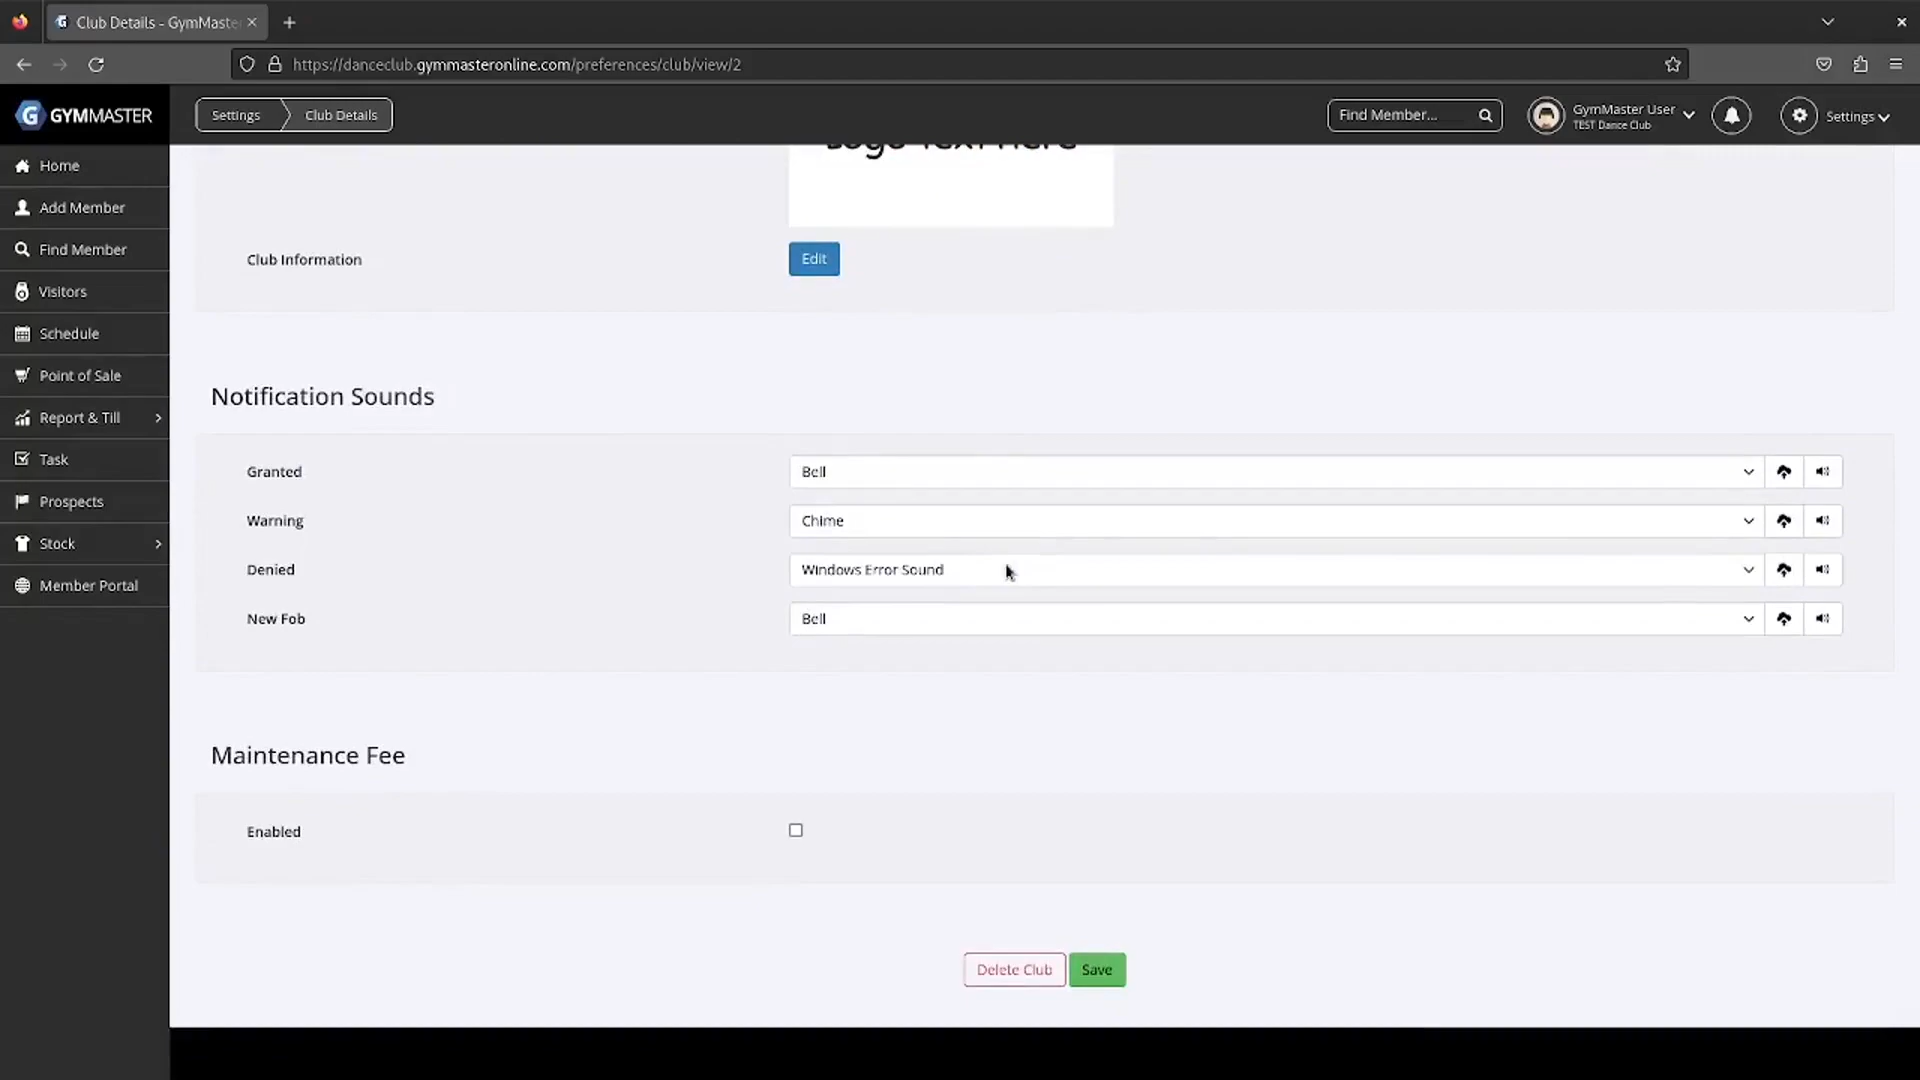 Club Details - GymMaste
https://danceclub.gymmasteronline.com/preferences/club/view/2
GYMMASTER
Settings
Club Details
Find Member...
GymMaster User
TEST Dance Club
Settings
Home
Add Member
Find Member
Visitors
Schedule
Point of Sale
Report & Till
Task
Prospects
Stock
Member Portal
Logo Text Here
Club Information
Edit
Notification Sounds
Granted
Bell
Warning
Chime
Denied
Windows Error Sound
New Fob
Bell
Maintenance Fee
Enabled
Delete Club
Save